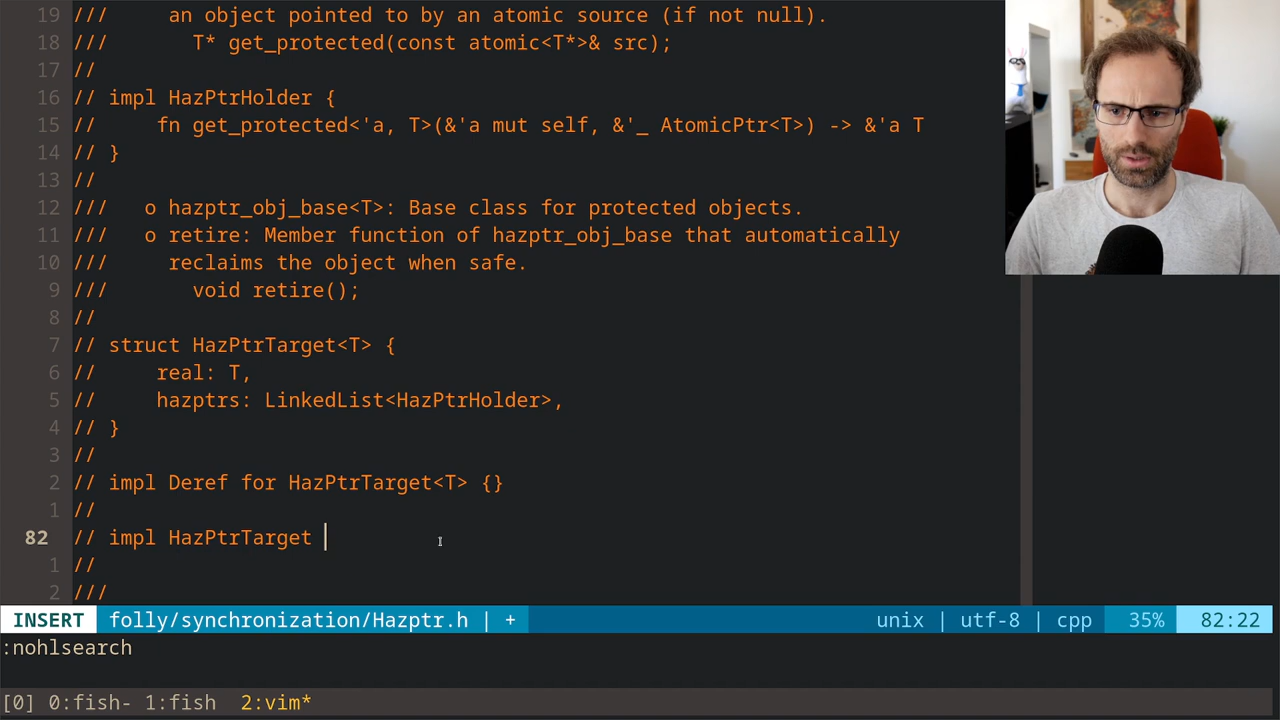 19 ///     an object pointed to by an atomic source (if not null).
18 ///       T* get_protected(const atomic<T*>& src);
17 //
16 // impl HazPtrHolder {
15 //     fn get_protected<'a, T>(&'a mut self, &'_ AtomicPtr<T>) -> &'a T
14 // }
13 //
12 ///   o hazptr_obj_base<T>: Base class for protected objects.
11 ///   o retire: Member function of hazptr_obj_base that automatically
10 ///     reclaims the object when safe.
9 ///       void retire();
8 //
7 // struct HazPtrTarget<T> {
6 //     real: T,
5 //     hazptrs: LinkedList<HazPtrHolder>,
4 // }
3 //
2 // impl Deref for HazPtrTarget<T> {}
1 //
82 // impl HazPtrTarget
1 //
2 ///
INSERT folly/synchronization/Hazptr.h | + unix | utf-8 | cpp 35% 82:22
:nohlsearch
[0] 0:fish- 1:fish 2:vim*